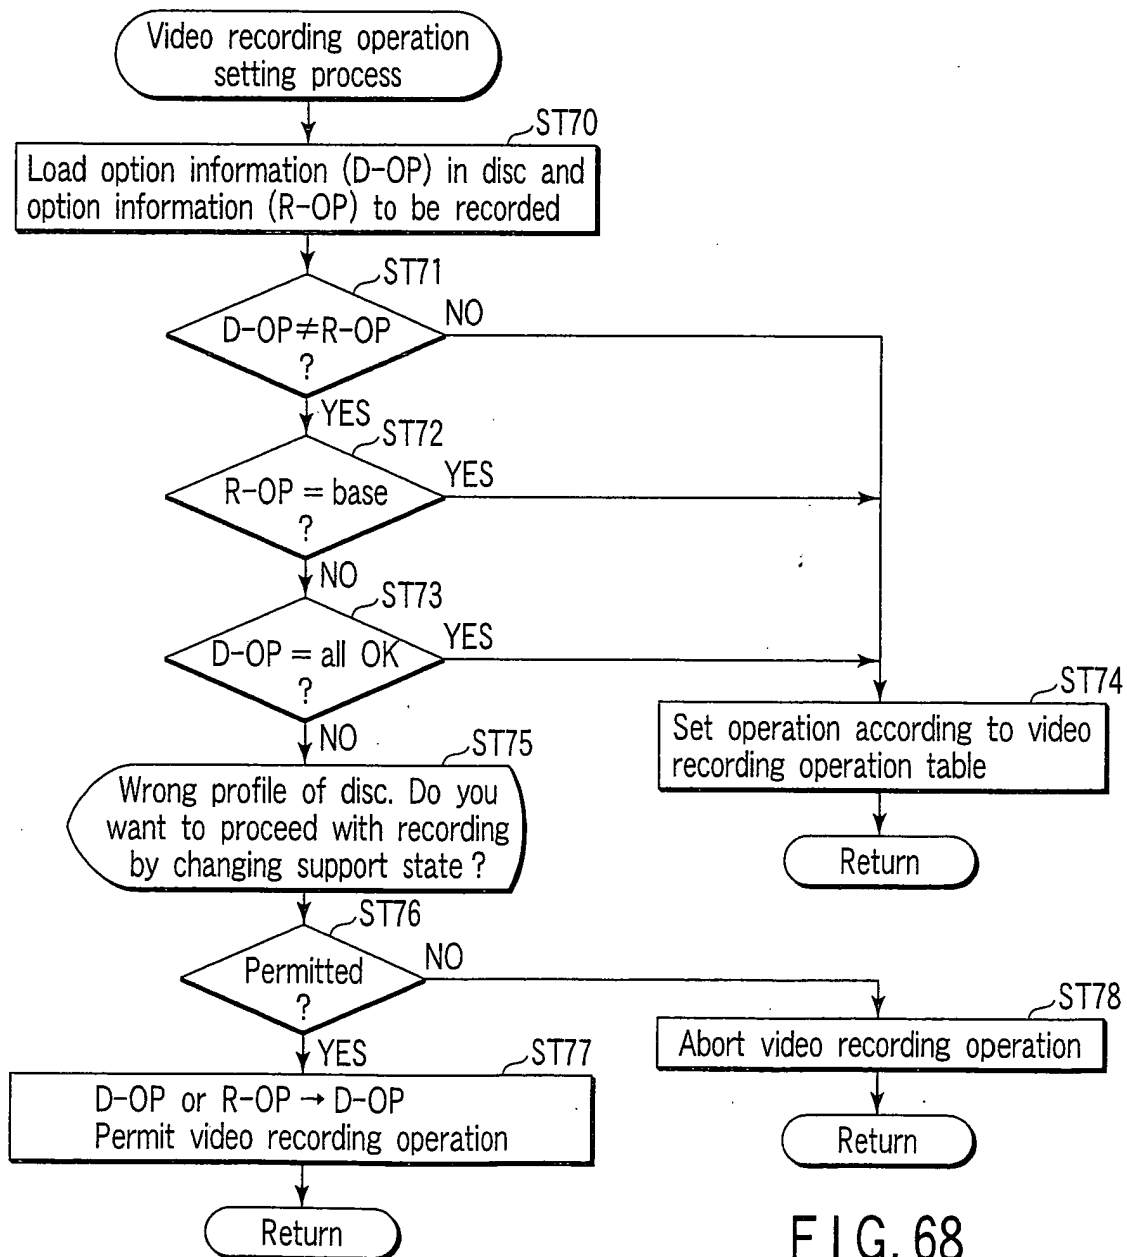 Video recording operation
setting process
ST70
Load option information (D-OP) in disc and
option information (R-OP) to be recorded
ST71
D-OP≠R-OP
?
NO
YES
ST72
R-OP = base
?
YES
NO
ST73
D-OP = all OK
?
YES
NO
ST74
Set operation according to video
recording operation table
Return
ST75
Wrong profile of disc. Do you
want to proceed with recording
by changing support state ?
ST76
Permitted
?
NO
YES
ST78
Abort video recording operation
Return
ST77
D-OP or R-OP → D-OP
Permit video recording operation
Return
FIG. 68